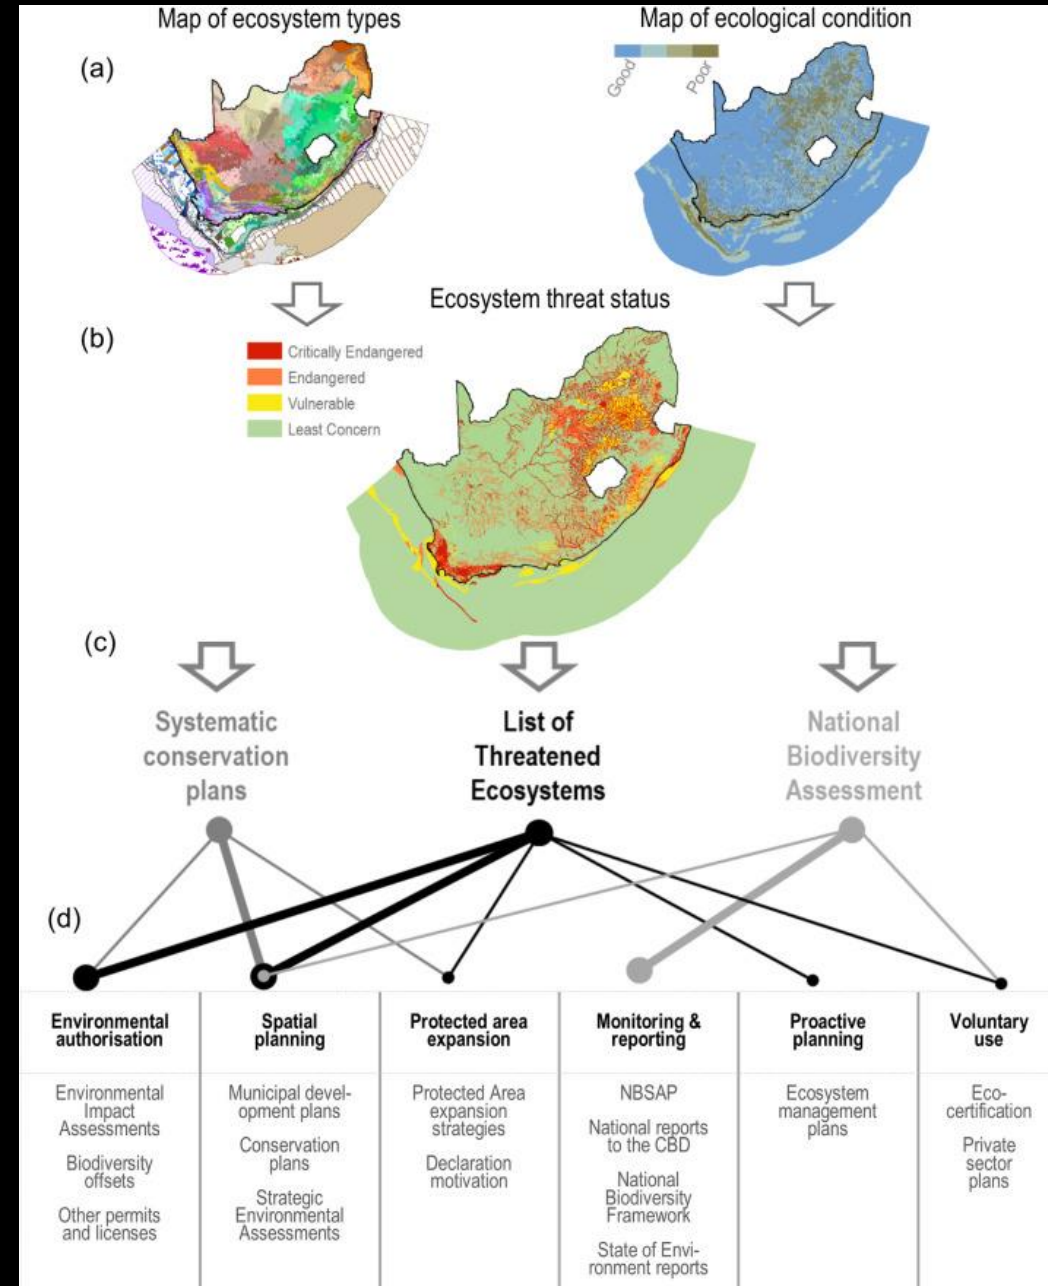 Map of ecosystem types
Map of ecological condition
(a)
Good
Poor
Ecosystem threat status
(b)
Critically Endangered
Endangered
Vulnerable
Least Concern
(c)
Systematic
conservation
plans
List of
Threatened
Ecosystems
National
Biodiversity
Assessment
(d)
Environmental
authorisation
Environmental
Impact
Assessments
Biodiversity
offsets
Other permits
and licenses
Spatial
planning
Municipal devel-
opment plans
Conservation
plans
Strategic
Environmental
Assessments
Protected area
expansion
Protected Area
expansion
strategies
Declaration
motivation
Monitoring &
reporting
NBSAP
National reports
to the CBD
National
Biodiversity
Framework
State of Envi-
ronment reports
Proactive
planning
Ecosystem
management
plans
Voluntary
use
Eco-
certification
Private
sector
plans